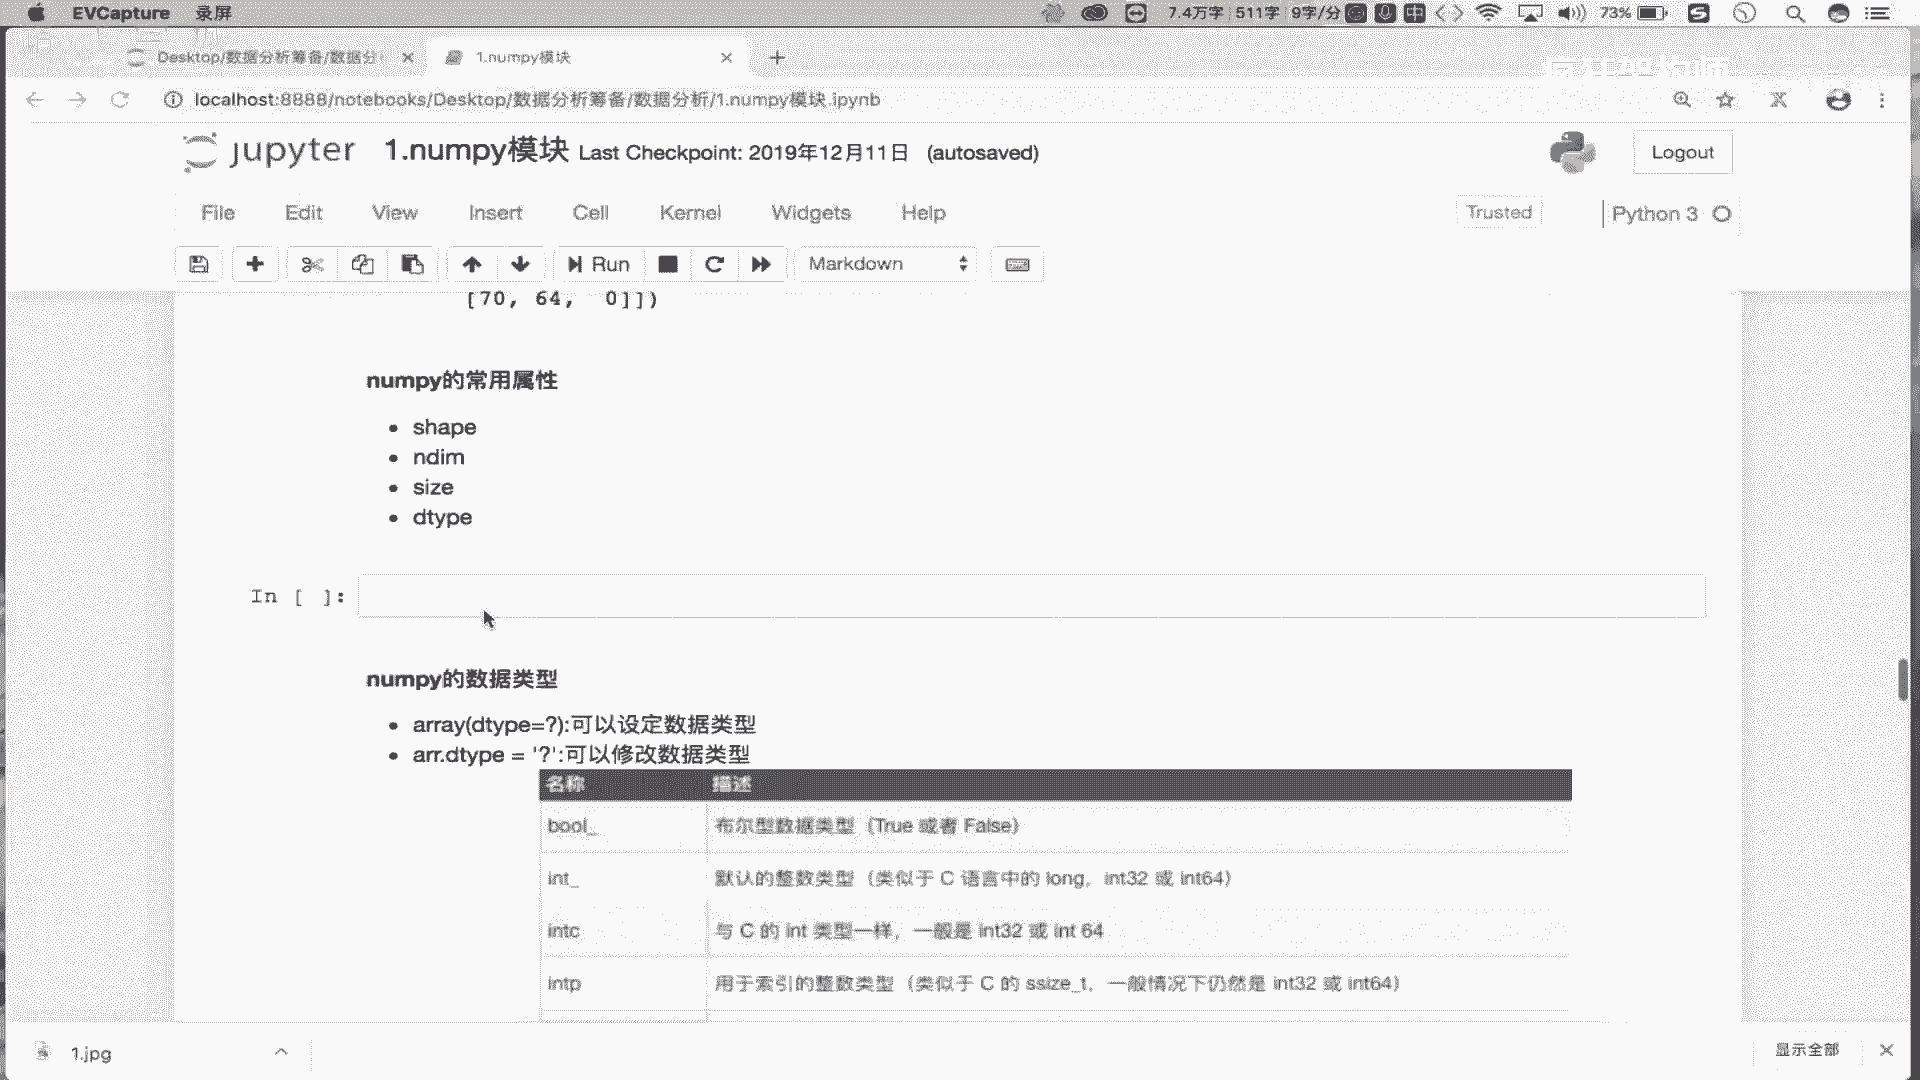 EVCapture 录屏 7.4万字 511字 9字/分 中 73%
Desktop/数据分析筹备/数据分 1.numpy模块
localhost:8888/notebooks/Desktop/数据分析筹备/数据分析/1.numpy模块.ipynb
jupyter 1.numpy模块 Last Checkpoint: 2019年12月11日 (autosaved) Logout
File Edit View Insert Cell Kernel Widgets Help Trusted Python 3
Run Markdown
[70, 64, 0]])
numpy的常用属性
shape
ndim
size
dtype
In [ ]:
numpy的数据类型
array(dtype=?):可以设定数据类型
arr.dtype = '?':可以修改数据类型
名称 描述
bool_ 布尔型数据类型（True 或者 False）
int_ 默认的整数类型（类似于 C 语言中的 long，int32 或 int64）
intc 与 C 的 int 类型一样，一般是 int32 或 int 64
intp 用于索引的整数类型（类似于 C 的 ssize_t，一般情况下仍然是 int32 或 int64）
1.jpg 显示全部